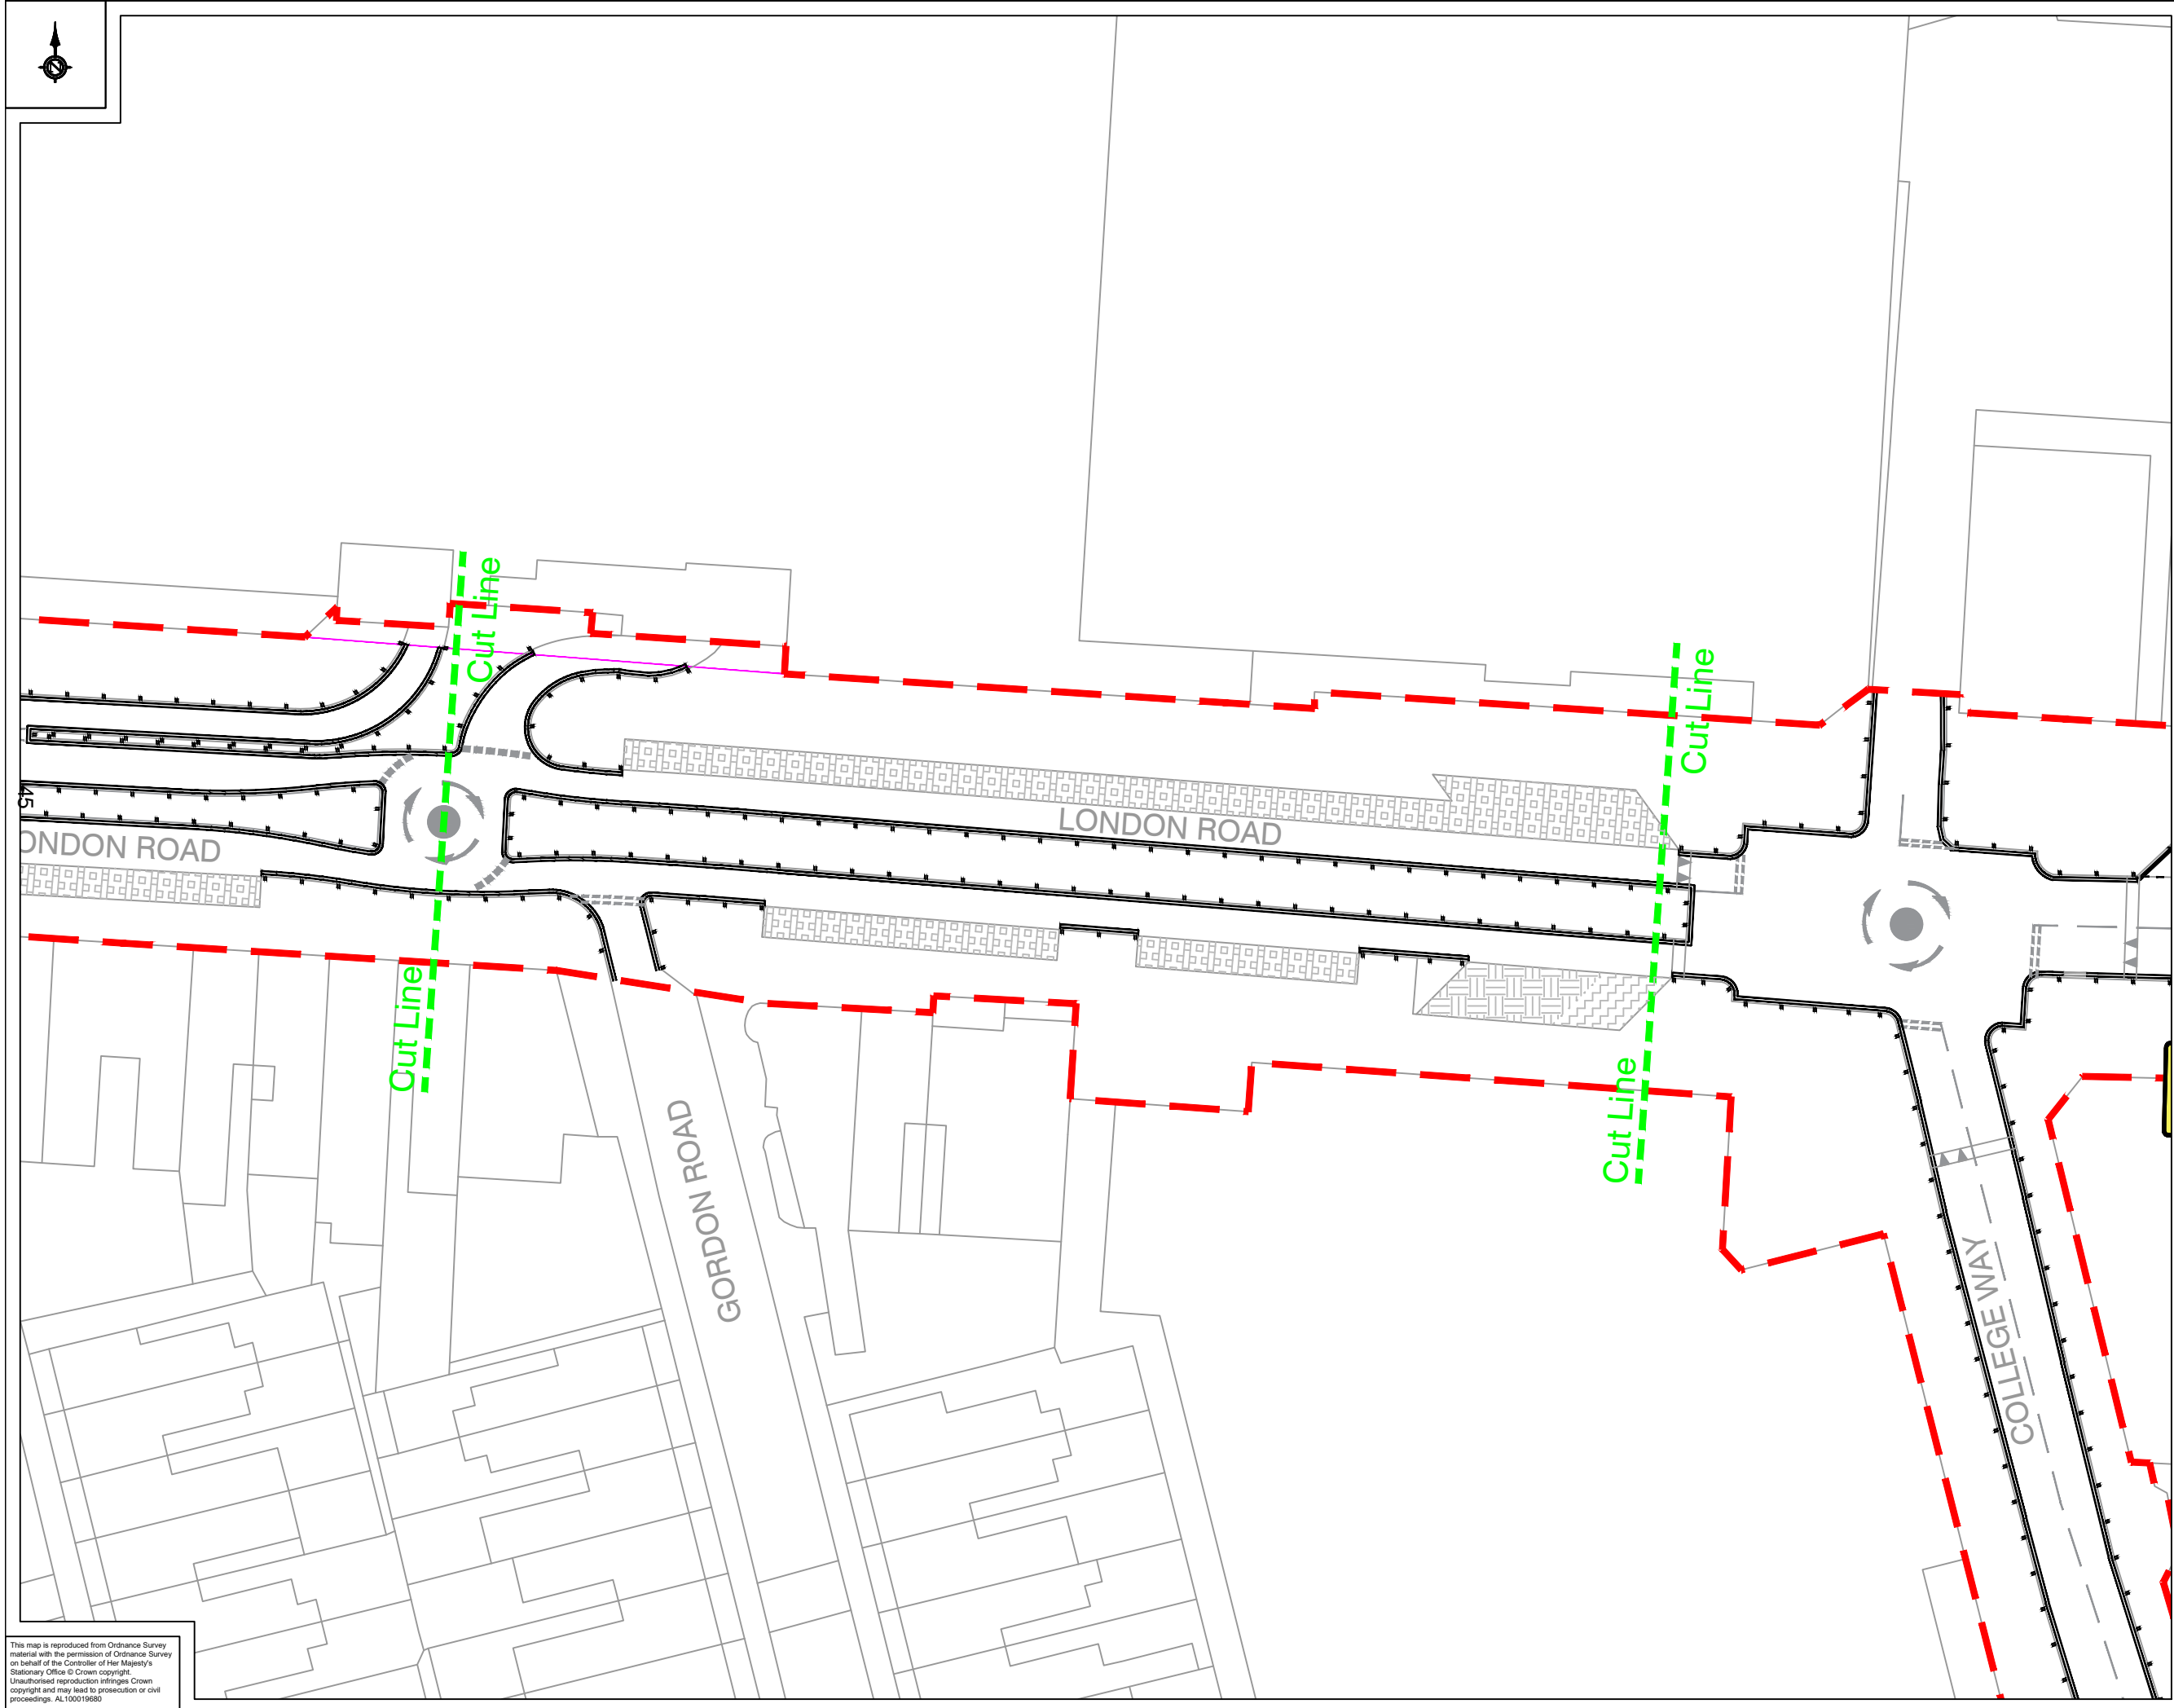 N
Cut Line
Cut Line
45
LONDON ROAD
ONDON ROAD
Cut Line
Cut Line
GORDON ROAD
COLLEGE WAY
This map is reproduced from Ordnance Survey
material with the permission of Ordnance Survey
on behalf of the Controller of Her Majesty's
Stationary Office © Crown copyright.
Unauthorised reproduction infringes Crown
copyright and may lead to prosecution or civil
proceedings. AL100019680